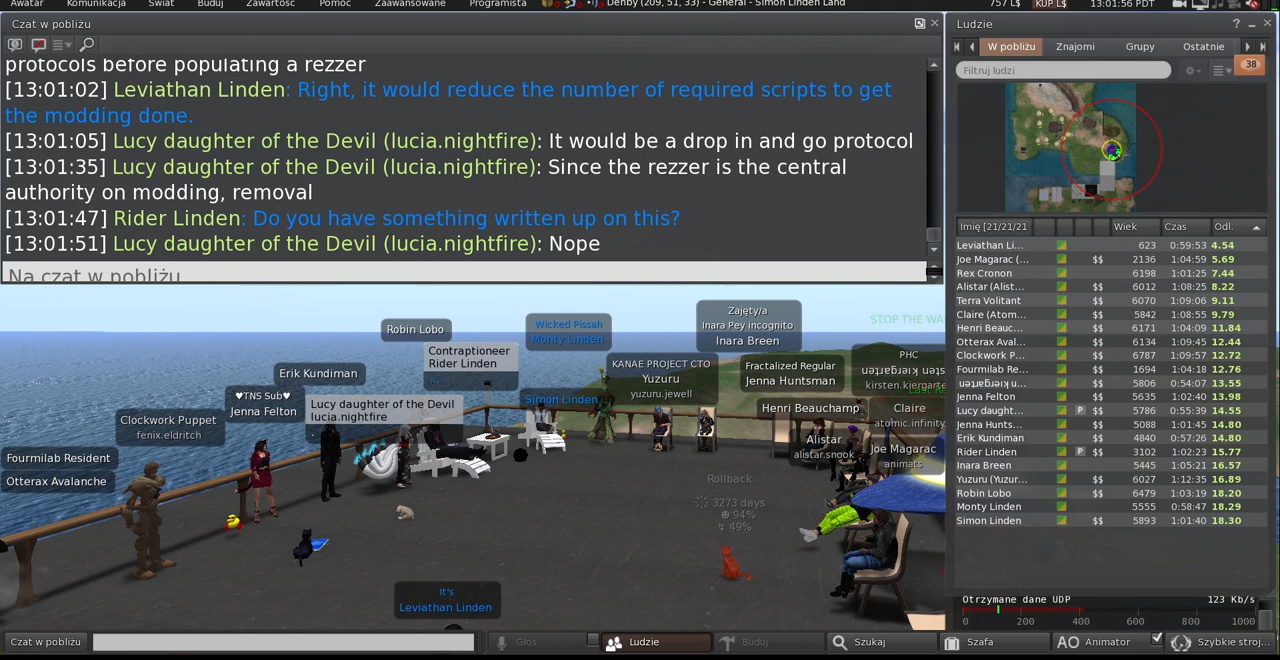 Awatar Komunikacja Świat Buduj Zawartość Pomoc Zaawansowane Programista Denby (209, 51, 33) - General - Simon Linden Land 757 L$ KUP L$ 13:01:56 PDT
Czat w pobliżu
protocols before populating a rezzer
[13:01:02] Leviathan Linden: Right, it would reduce the number of required scripts to get
the modding done.
[13:01:05] Lucy daughter of the Devil (lucia.nightfire): It would be a drop in and go protocol
[13:01:35] Lucy daughter of the Devil (lucia.nightfire): Since the rezzer is the central
authority on modding, removal
[13:01:47] Rider Linden: Do you have something written up on this?
[13:01:51] Lucy daughter of the Devil (lucia.nightfire): Nope
Na czat w pobliżu
Robin Lobo
Wicked Pissah
Monty Linden
Zajęty/a
Inara Pey incognito
Inara Breen
STOP THE WA
Contraptioneer
Rider Linden
Erik Kundiman
KANAE PROJECT CTO
Yuzuru
yuzuru.jewell
Fractalized Regular
Jenna Huntsman
PHC
kirsten.kiergarte
♥TNS Sub♥
Jenna Felton
Lucy daughter of the Devil
lucia.nightfire
Simon Linden
Henri Beauchamp
Claire
atomic.infinity
Clockwork Puppet
fenix.eldritch
Alistar
alistar.snook
Joe Magarac
animats
Fourmilab Resident
Otterax Avalanche
Rollback
3273 days
94%
49%
It's
Leviathan Linden
Ludzie
W pobliżu Znajomi Grupy Ostatnie
Filtruj ludzi
38
Imię [21/21/21 Wiek Czas Odl.
Leviathan Li... 623 0:59:53 4.54
Joe Magarac (... $$ 2136 1:04:59 5.69
Rex Cronon 6198 1:01:25 7.44
Alistar (Alist... $$ 6012 1:08:25 8.22
Terra Volitant $$ 6070 1:09:06 9.11
Claire (Atom... $$ 5842 1:08:55 9.79
Henri Beauc... $$ 6171 1:04:09 11.84
Otterax Aval... $$ 6134 1:09:45 12.44
Clockwork P... $$ 6787 1:09:57 12.72
Fourmilab Re... $$ 1694 1:04:18 12.76
$$ 5806 0:54:07 13.55
Jenna Felton $$ 5635 1:02:40 13.98
Lucy daught... P $$ 5786 0:55:39 14.55
Jenna Hunts... $$ 5088 1:01:45 14.80
Erik Kundiman $$ 4840 0:57:26 14.80
Rider Linden P $$ 3102 1:02:23 15.77
Inara Breen 5445 1:05:21 16.57
Yuzuru (Yuzur... $$ 6027 1:12:35 16.89
Robin Lobo $$ 6479 1:03:19 18.20
Monty Linden 5555 0:58:47 18.29
Simon Linden $$ 5893 1:01:40 18.30
Otrzymane dane UDP 123 Kb/s
0 200 400 600 800 1000
Czat w pobliżu Głos Ludzie Buduj Szukaj Szafa AO Animator Szybkie stroj...